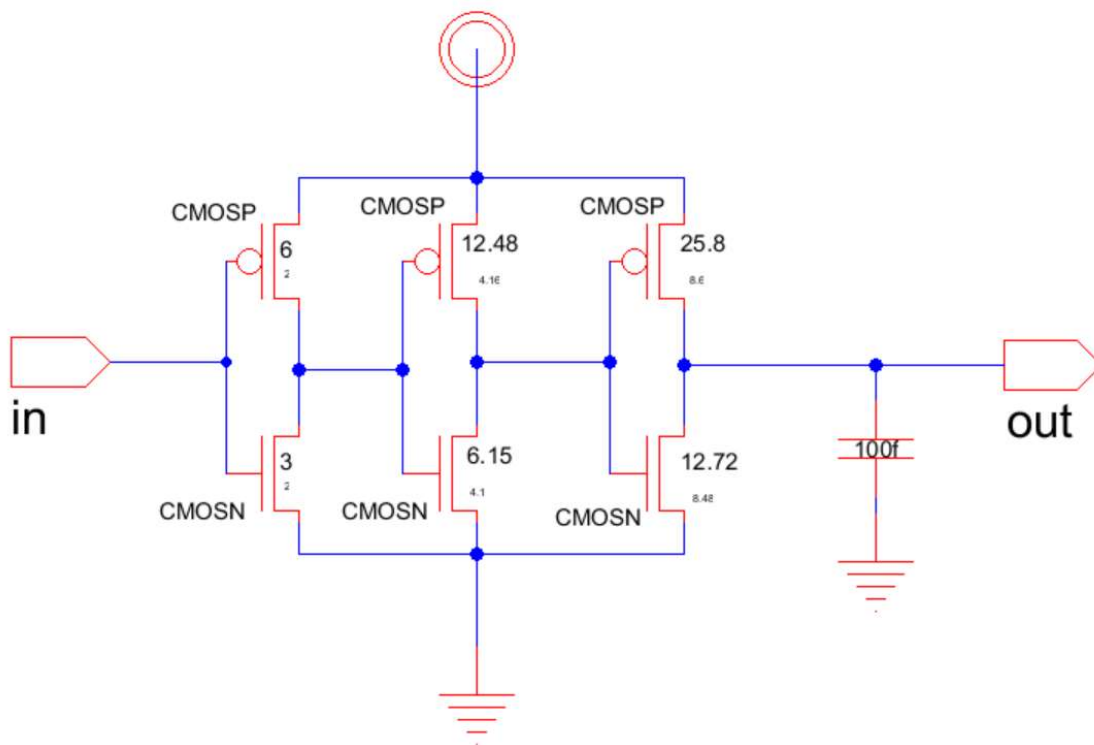 CMOSP
6
2
CMOSP
12.48
4.16
CMOSP
25.8
8.6
in
out
3
2
CMOSN
6.15
4.1
CMOSN
12.72
8.48
CMOSN
100f